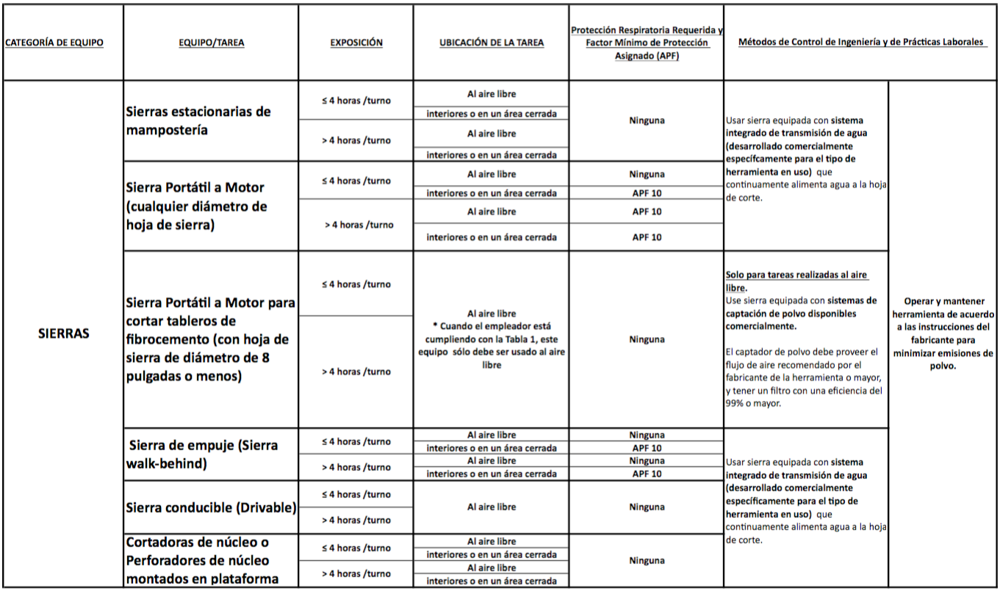 CATEGORÍA DE EQUIPO
EQUIPO/TAREA
EXPOSICIÓN
UBICACIÓN DE LA TAREA
Protección Respiratoria Requerida y
Factor Mínimo de Protección
Asignado (APF)
Métodos de Control de Ingeniería y de Prácticas Laborales
SIERRAS
Sierras estacionarias de
mampostería
≤ 4 horas /turno
Al aire libre
interiores o en un área cerrada
> 4 horas /turno
Al aire libre
interiores o en un área cerrada
Ninguna
Usar sierra equipada con sistema
integrado de transmisión de agua
(desarrollado comercialmente
específcamente para el tipo de
herramienta en uso) que
continuamente alimenta agua a la hoja
de corte.
Sierra Portátil a Motor
(cualquier diámetro de
hoja de sierra)
≤ 4 horas /turno
Al aire libre
Ninguna
interiores o en un área cerrada
APF 10
> 4 horas /turno
Al aire libre
APF 10
interiores o en un área cerrada
APF 10
Sierra Portátil a Motor para
cortar tableros de
fibrocemento (con hoja de
sierra de diámetro de 8
pulgadas o menos)
≤ 4 horas /turno
> 4 horas /turno
Al aire libre
* Cuando el empleador está
cumpliendo con la Tabla 1, este
equipo sólo debe ser usado al aire
libre
Ninguna
Solo para tareas realizadas al aire
libre.
Use sierra equipada con sistemas de
captación de polvo disponibles
comercialmente.
El captador de polvo debe proveer el
flujo de aire recomendado por el
fabricante de la herramienta o mayor,
y tener un filtro con una eficiencia del
99% o mayor.
Operar y mantener
herramienta de acuerdo
a las instrucciones del
fabricante para
minimizar emisiones de
polvo.
Sierra de empuje (Sierra
walk-behind)
≤ 4 horas /turno
Al aire libre
Ninguna
interiores o en un área cerrada
APF 10
> 4 horas /turno
Al aire libre
Ninguna
interiores o en un área cerrada
APF 10
Usar sierra equipada con sistema
integrado de transmisión de agua
(desarrollado comercialmente
específicamente para el tipo de
herramienta en uso) que
continuamente alimenta agua a la hoja
de corte.
Sierra conducible (Drivable)
≤ 4 horas /turno
> 4 horas /turno
Al aire libre
Ninguna
Cortadoras de núcleo o
Perforadores de núcleo
montados en plataforma
≤ 4 horas /turno
Al aire libre
interiores o en un área cerrada
> 4 horas /turno
Al aire libre
interiores o en un área cerrada
Ninguna